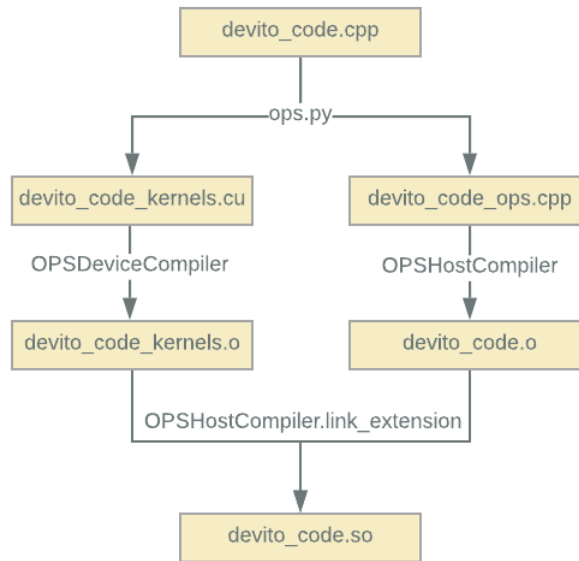 devito_code.cpp
ops.py
devito_code_kernels.cu
devito_code_ops.cpp
OPSDeviceCompiler
OPSHostCompiler
devito_code_kernels.o
devito_code.o
OPSHostCompiler.link_extension
devito_code.so